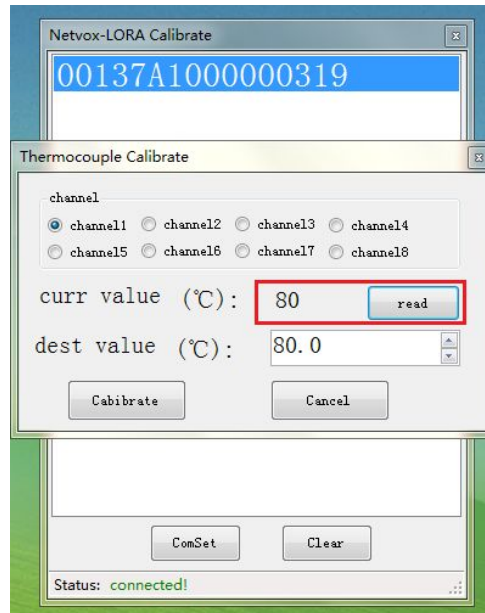 Netvox-LORA Calibrate
00137A1000000319
Thermocouple Calibrate
channel
channel1 channel2 channel3 channel4
channel5 channel6 channel7 channel8
curr value (℃): 80 read
dest value (℃): 80.0
Cabibrate Cancel
ComSet Clear
Status: connected!